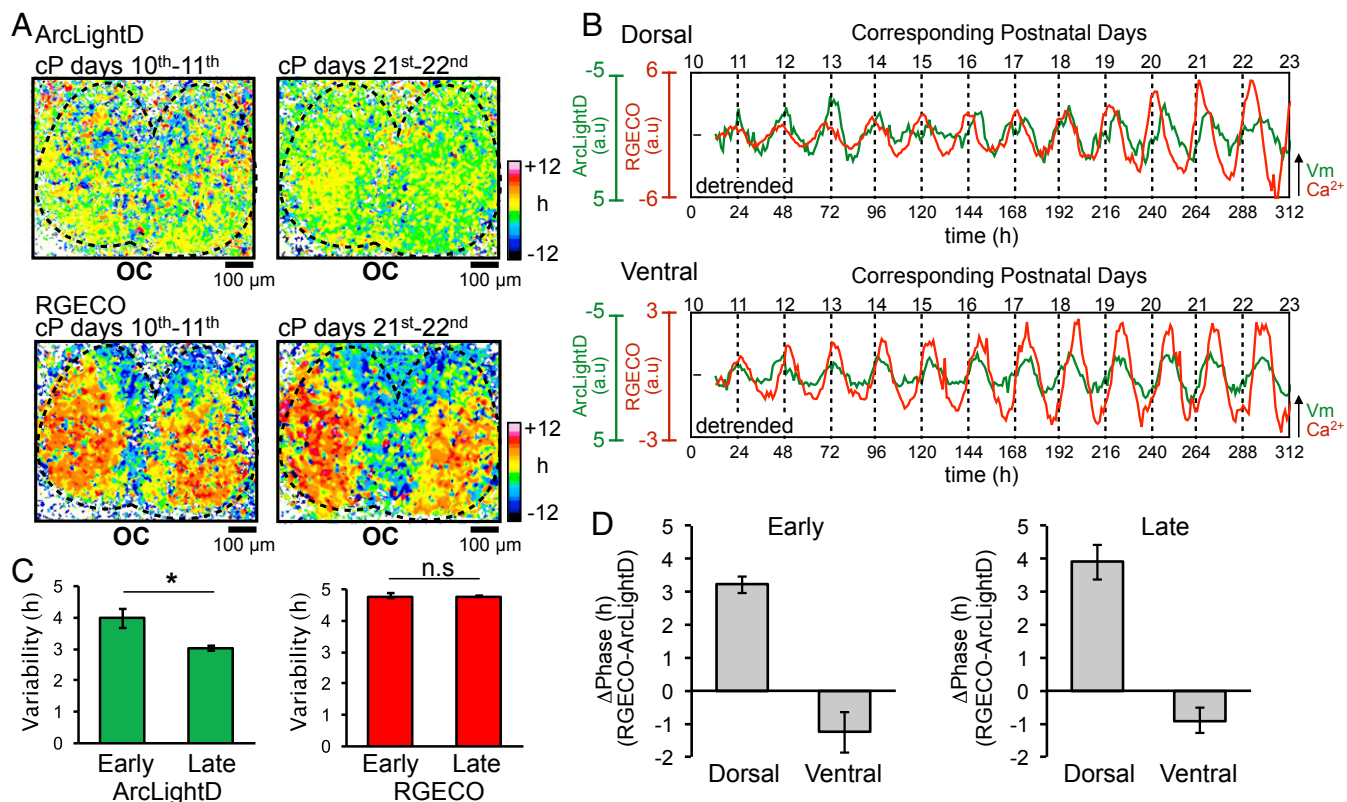 A
ArcLightD
cP days 10th-11th
cP days 21st-22nd
+12
h
-12
OC
100 µm
100 µm
RGECO
cP days 10th-11th
cP days 21st-22nd
+12
h
-12
OC
OC
100 µm
100 µm
B
Dorsal
Corresponding Postnatal Days
10 11 12 13 14 15 16 17 18 19 20 21 22 23
-5
6
ArcLightD
(a.u)
RGECO
(a.u)
5
-6
detrended
Vm
Ca2+
0 24 48 72 96 120 144 168 192 216 240 264 288 312
time (h)
Ventral
Corresponding Postnatal Days
10 11 12 13 14 15 16 17 18 19 20 21 22 23
-5
3
ArcLightD
(a.u)
RGECO
(a.u)
5
-3
detrended
Vm
Ca2+
0 24 48 72 96 120 144 168 192 216 240 264 288 312
time (h)
C
*
Variability (h)
5
4
3
2
1
0
Early Late
ArcLightD
n.s
Variability (h)
5
4
3
2
1
0
Early Late
RGECO
D
Early
ΔPhase (h)
(RGECO-ArcLightD)
5
4
3
2
1
0
-1
-2
Dorsal Ventral
Late
ΔPhase (h)
(RGECO-ArcLightD)
5
4
3
2
1
0
-1
-2
Dorsal Ventral